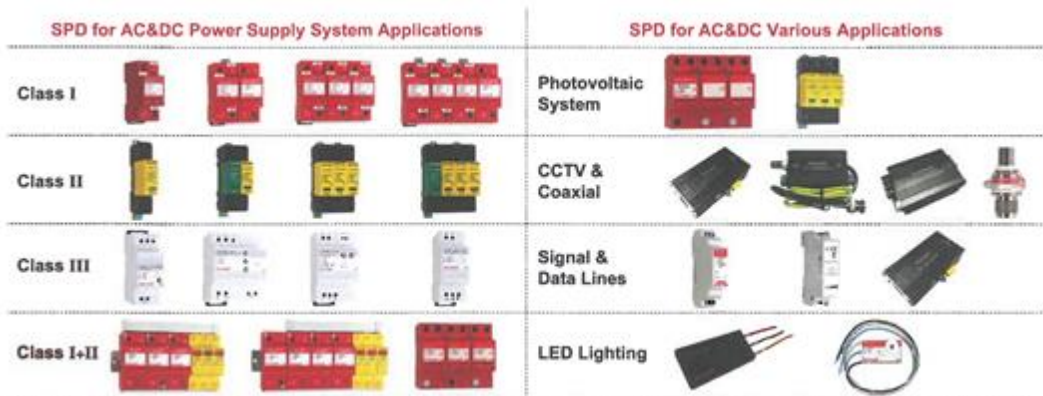 SPD for AC&DC Power Supply System Applications
Class I
Class II
Class III
Class I+II
SPD for AC&DC Various Applications
Photovoltaic
System
CCTV &
Coaxial
Signal &
Data Lines
LED Lighting